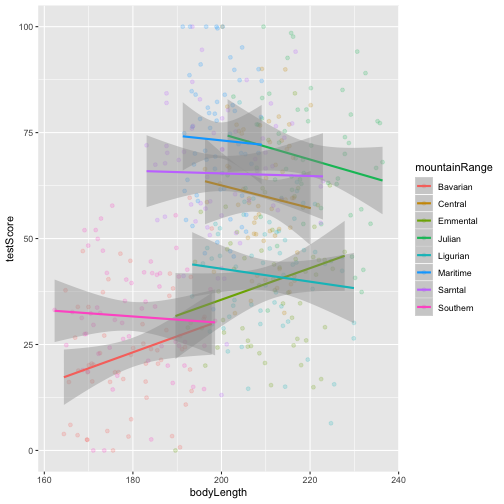 100
75
50
25
0
testScore
160
180
200
220
240
bodyLength
mountainRange
Bavarian
Central
Emmental
Julian
Ligurian
Maritime
Sarntal
Southern